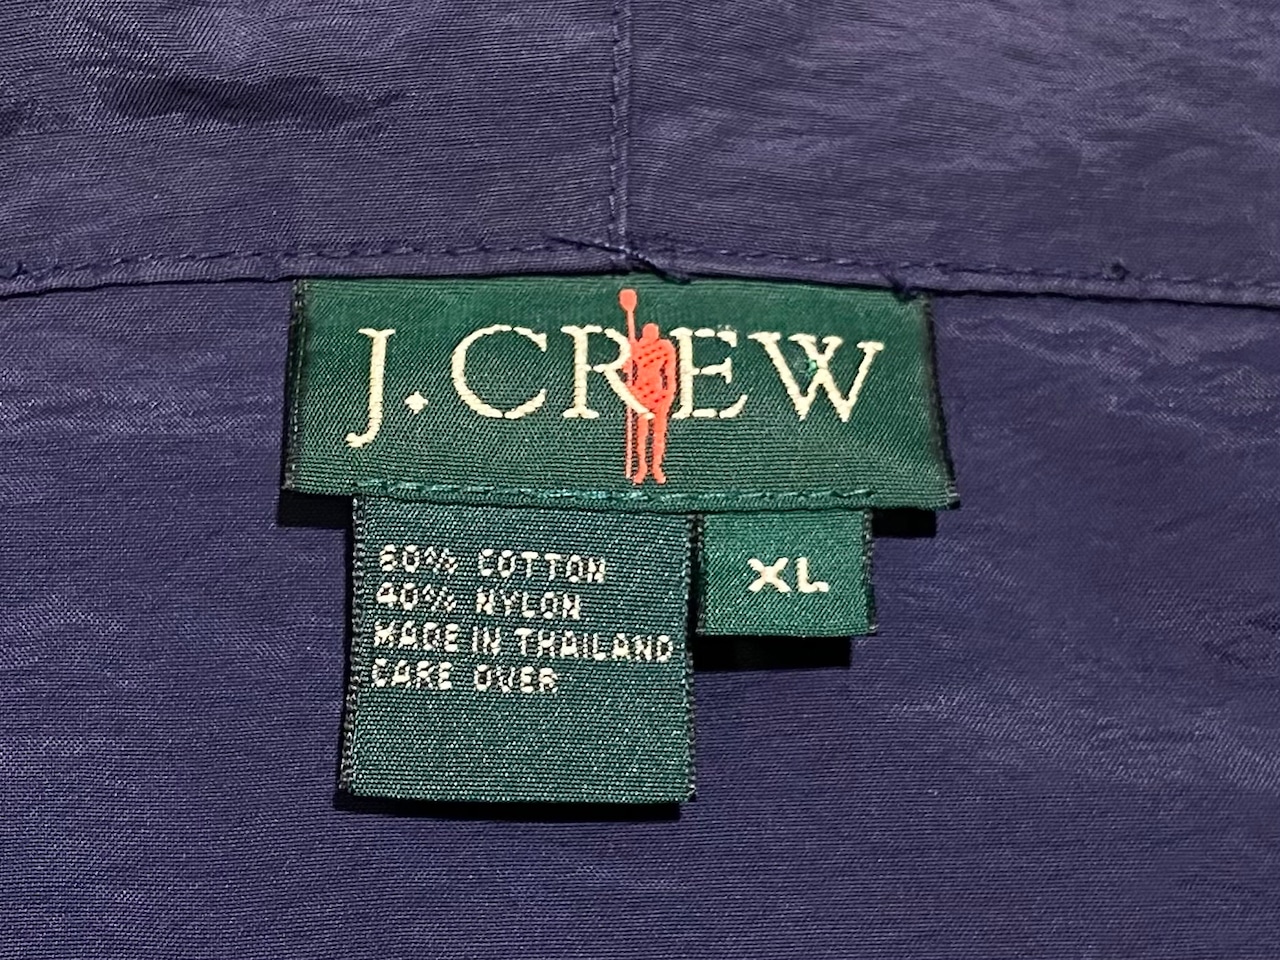 J.CREW
60% COTTON
40% NYLON
MADE IN THAILAND
CARE OVER
XL